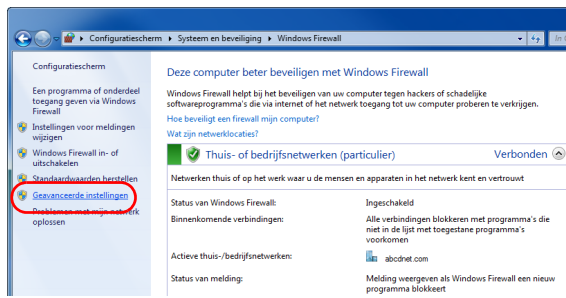 Configuratiescherm ▸ Systeem en beveiliging ▸ Windows Firewall
Configuratiescherm
Een programma of onderdeel
toegang geven via Windows
Firewall
Instellingen voor meldingen
wijzigen
Windows Firewall in- of
uitschakelen
Standaardwaarden herstellen
Geavanceerde instellingen
Problemen met mijn netwerk
oplossen
Deze computer beter beveiligen met Windows Firewall
Windows Firewall helpt bij het beveiligen van uw computer tegen hackers of schadelijke
softwareprogramma's die via internet of het netwerk toegang tot uw computer proberen te verkrijgen.
Hoe beveiligt een firewall mijn computer?
Wat zijn netwerklocaties?
Thuis- of bedrijfsnetwerken (particulier) Verbonden
Netwerken thuis of op het werk waar u de mensen en apparaten in het netwerk kent en vertrouwt
Status van Windows Firewall: Ingeschakeld
Binnenkomende verbindingen: Alle verbindingen blokkeren met programma's die
niet in de lijst met toegestane programma's
voorkomen
Actieve thuis-/bedrijfsnetwerken: abcdnet.com
Status van melding: Melding weergeven als Windows Firewall een nieuw
programma blokkeert